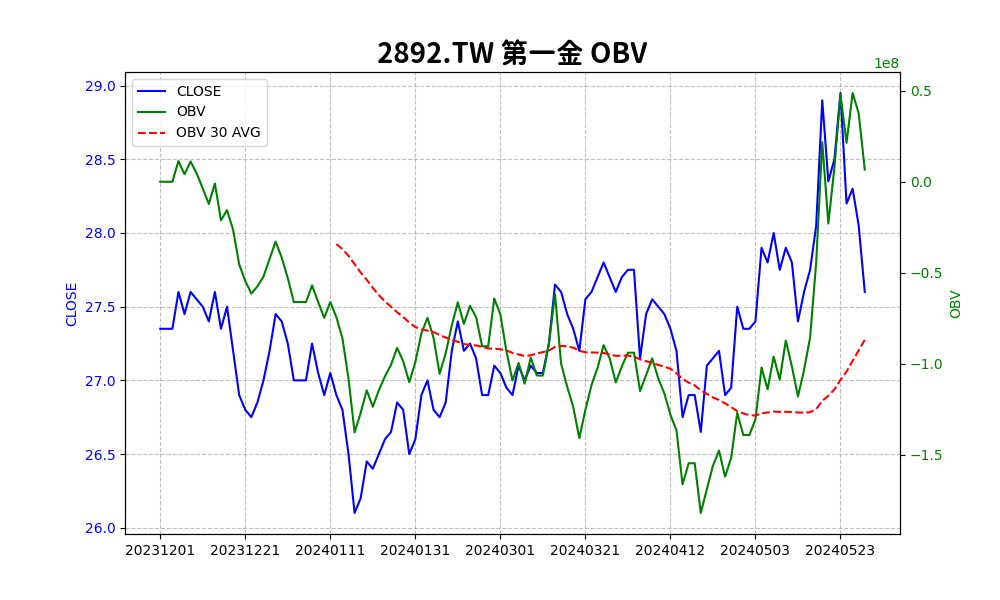 2892.TW 第一金 OBV
1e8
CLOSE
OBV
OBV 30 AVG
29.0
28.5
28.0
27.5
27.0
26.5
26.0
CLOSE
0.5
0.0
−0.5
−1.0
−1.5
OBV
20231201 20231221 20240111 20240131 20240301 20240321 20240412 20240503 20240523